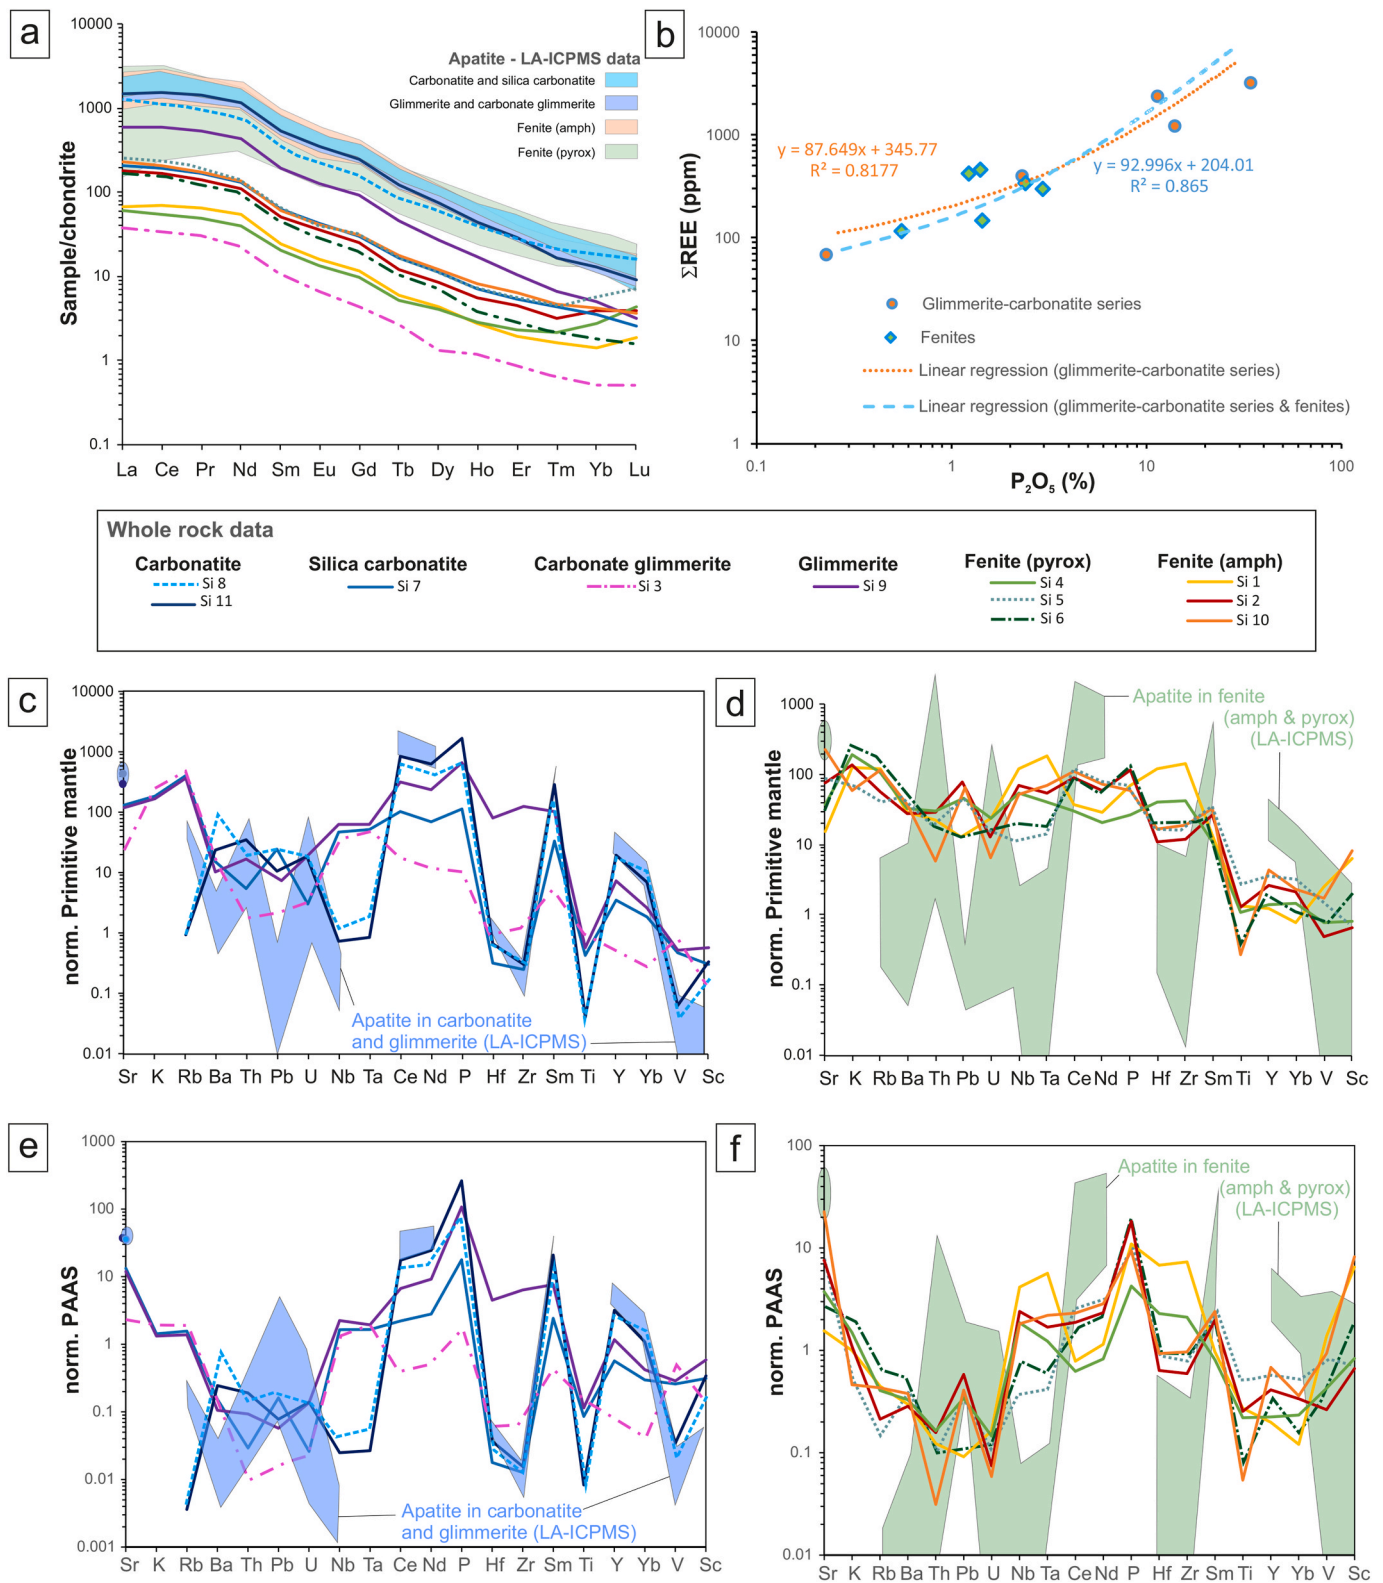 a
10000
1000
100
10
1
0.1
Sample/chondrite
Apatite - LA-ICPMS data
Carbonatite and silica carbonatite
Glimmerite and carbonate glimmerite
Fenite (amph)
Fenite (pyrox)
La Ce Pr Nd Sm Eu Gd Tb Dy Ho Er Tm Yb Lu
b
10000
1000
100
10
1
ΣREE (ppm)
y = 87.649x + 345.77
R² = 0.8177
y = 92.996x + 204.01
R² = 0.865
Glimmerite-carbonatite series
Fenites
Linear regression (glimmerite-carbonatite series)
Linear regression (glimmerite-carbonatite series & fenites)
0.1 1 10 100
P₂O₅ (%)
Whole rock data
Carbonatite
Si 8
Si 11
Silica carbonatite
Si 7
Carbonate glimmerite
Si 3
Glimmerite
Si 9
Fenite (pyrox)
Si 4
Si 5
Si 6
Fenite (amph)
Si 1
Si 2
Si 10
c
10000
1000
100
10
1
0.1
0.01
norm. Primitive mantle
Apatite in carbonatite
and glimmerite (LA-ICPMS)
Sr K Rb Ba Th Pb U Nb Ta Ce Nd P Hf Zr Sm Ti Y Yb V Sc
d
1000
100
10
1
0.1
0.01
norm. Primitive mantle
Apatite in fenite
(amph & pyrox)
(LA-ICPMS)
Sr K Rb Ba Th Pb U Nb Ta Ce Nd P Hf Zr Sm Ti Y Yb V Sc
e
1000
100
10
1
0.1
0.01
0.001
norm. PAAS
Apatite in carbonatite
and glimmerite (LA-ICPMS)
Sr K Rb Ba Th Pb U Nb Ta Ce Nd P Hf Zr Sm Ti Y Yb V Sc
f
100
10
1
0.1
0.01
norm. PAAS
Apatite in fenite
(amph & pyrox)
(LA-ICPMS)
Sr K Rb Ba Th Pb U Nb Ta Ce Nd P Hf Zr Sm Ti Y Yb V Sc